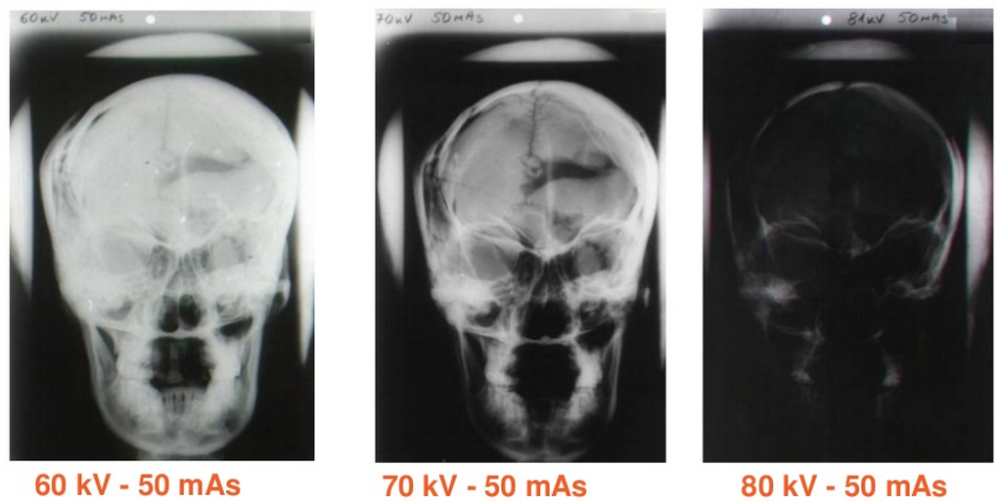 60kV 50mAs
70kV 50mAs
81kV 50mAs
60 kV - 50 mAs
70 kV - 50 mAs
80 kV - 50 mAs